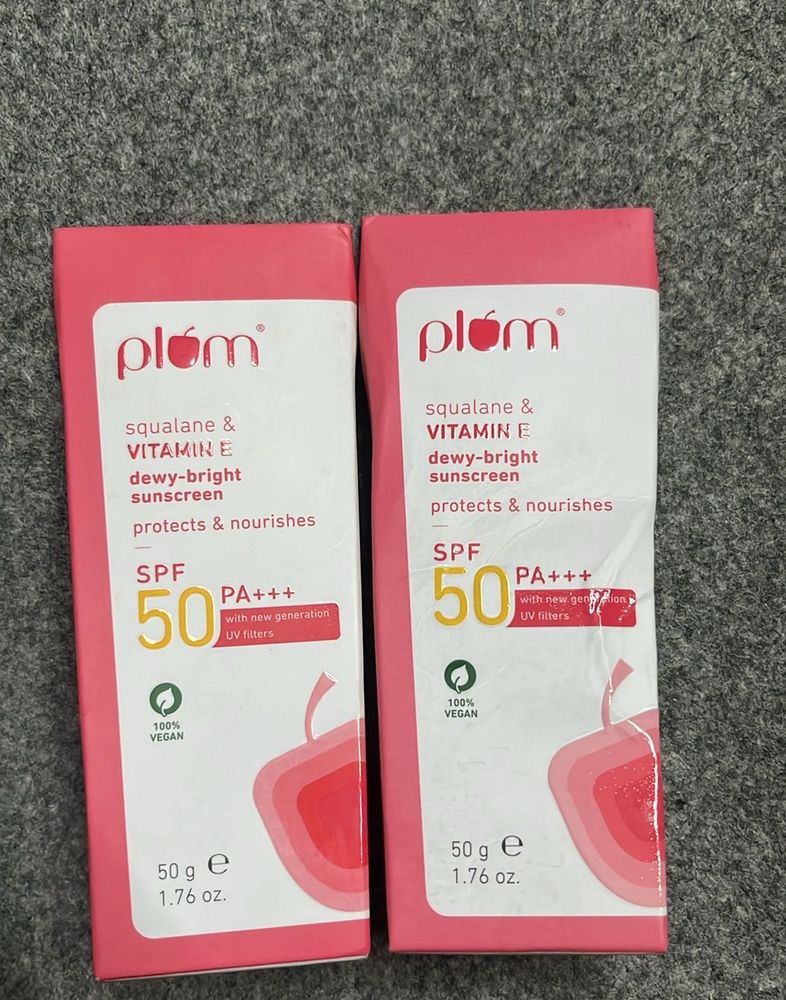 plum®
squalane &
VITAMIN E
dewy-bright
sunscreen
protects & nourishes
SPF
50 PA+++
with new generation
UV filters
100%
VEGAN
50 g ℮
1.76 oz.
plum®
squalane &
VITAMIN E
dewy-bright
sunscreen
protects & nourishes
SPF
50 PA+++
with new generation
UV filters
100%
VEGAN
50 g ℮
1.76 oz.